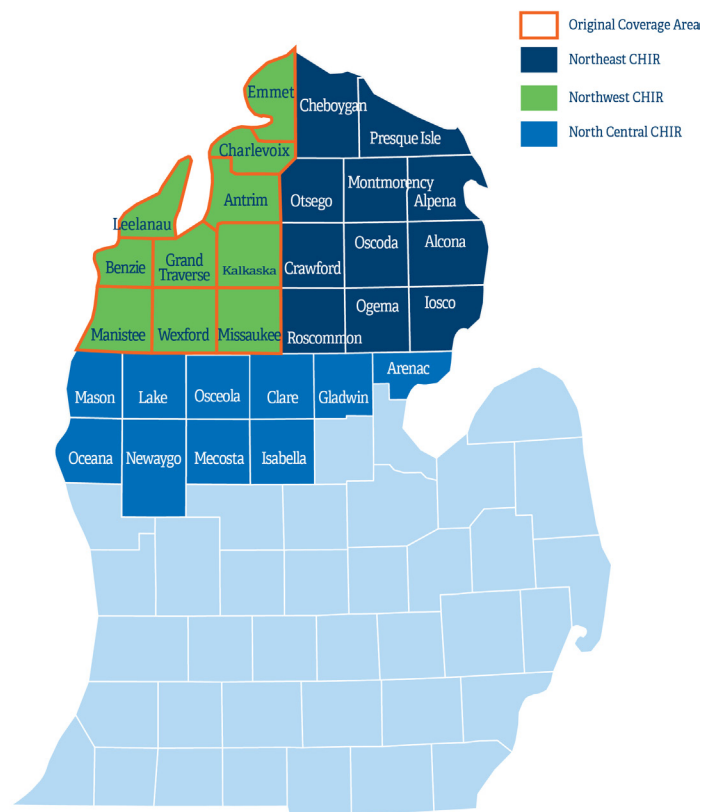 Original Coverage Area
Northeast CHIR
Northwest CHIR
North Central CHIR
Emmet
Cheboygan
Presque Isle
Charlevoix
Antrim
Otsego
Montmorency
Alpena
Leelanau
Benzie
Grand
Traverse
Kalkaska
Crawford
Oscoda
Alcona
Manistee
Wexford
Missaukee
Roscommon
Ogema
Iosco
Mason
Lake
Osceola
Clare
Gladwin
Arenac
Oceana
Newaygo
Mecosta
Isabella